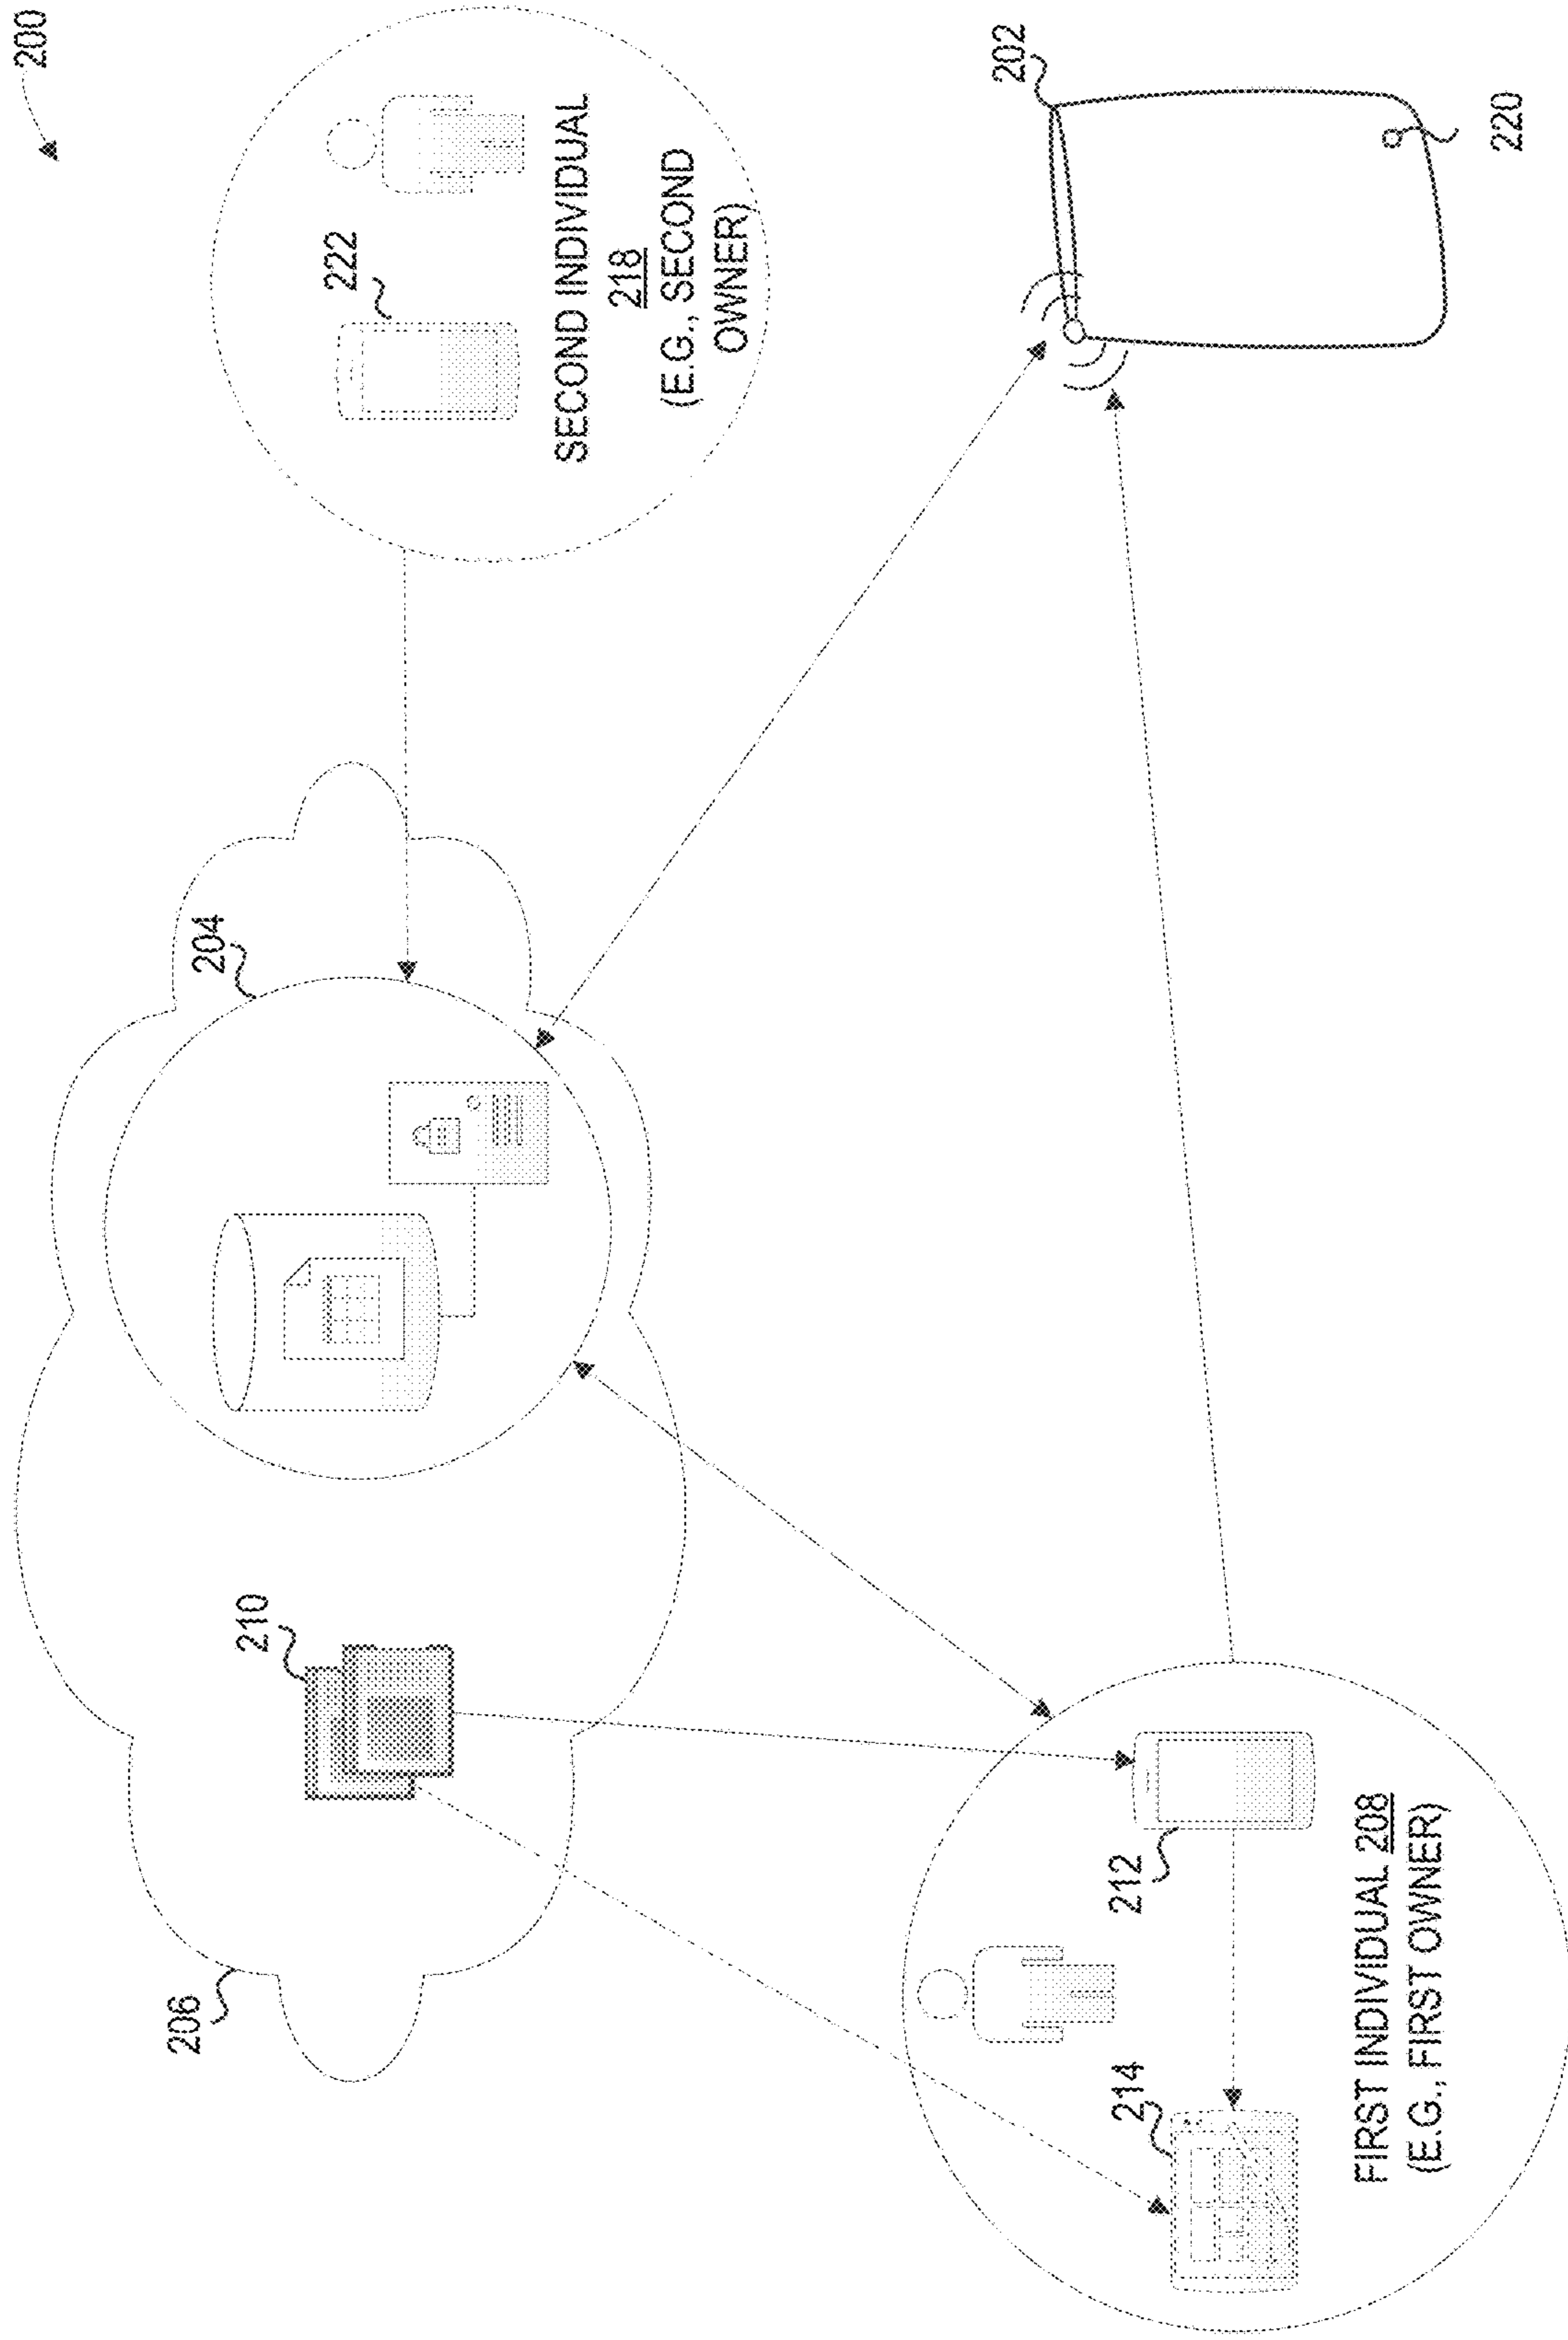 200
206
210
204
222
SECOND INDIVIDUAL
218
(E.G., SECOND
OWNER)
214
212
FIRST INDIVIDUAL 208
(E.G., FIRST OWNER)
202
220